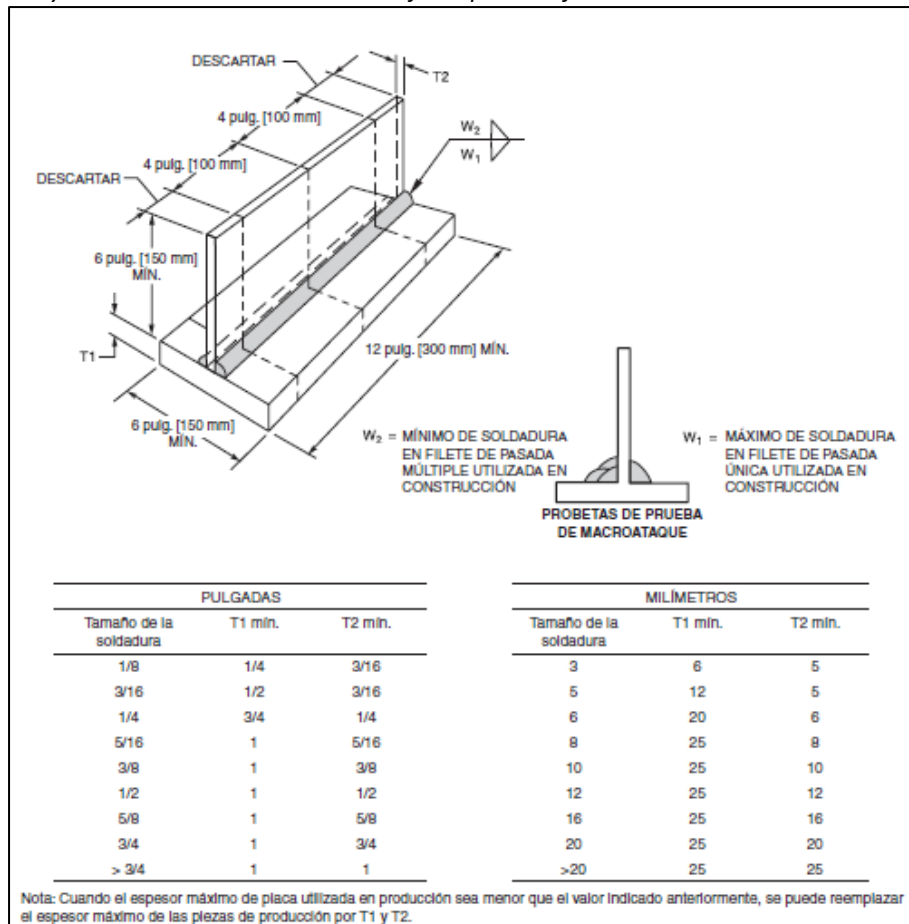 DESCARTAR
T2
4 pulg. [100 mm]
W₂
W₁
4 pulg. [100 mm]
DESCARTAR
6 pulg. [150 mm]
MÍN.
T1
12 pulg. [300 mm] MÍN.
6 pulg. [150 mm]
MÍN.
W₂ = MÍNIMO DE SOLDADURA
EN FILETE DE PASADA
MÚLTIPLE UTILIZADA EN
CONSTRUCCIÓN
W₁ = MÁXIMO DE SOLDADURA
EN FILETE DE PASADA
ÚNICA UTILIZADA EN
CONSTRUCCIÓN
PROBETAS DE PRUEBA
DE MACROATAQUE
PULGADAS
Tamaño de la soldadura T1 mín. T2 mín.
1/8 1/4 3/16
3/16 1/2 3/16
1/4 3/4 1/4
5/16 1 5/16
3/8 1 3/8
1/2 1 1/2
5/8 1 5/8
3/4 1 3/4
> 3/4 1 1
MILÍMETROS
Tamaño de la soldadura T1 mín. T2 mín.
3 6 5
5 12 5
6 20 6
8 25 8
10 25 10
12 25 12
16 25 16
20 25 20
>20 25 25
Nota: Cuando el espesor máximo de placa utilizada en producción sea menor que el valor indicado anteriormente, se puede reemplazar
el espesor máximo de las piezas de producción por T1 y T2.